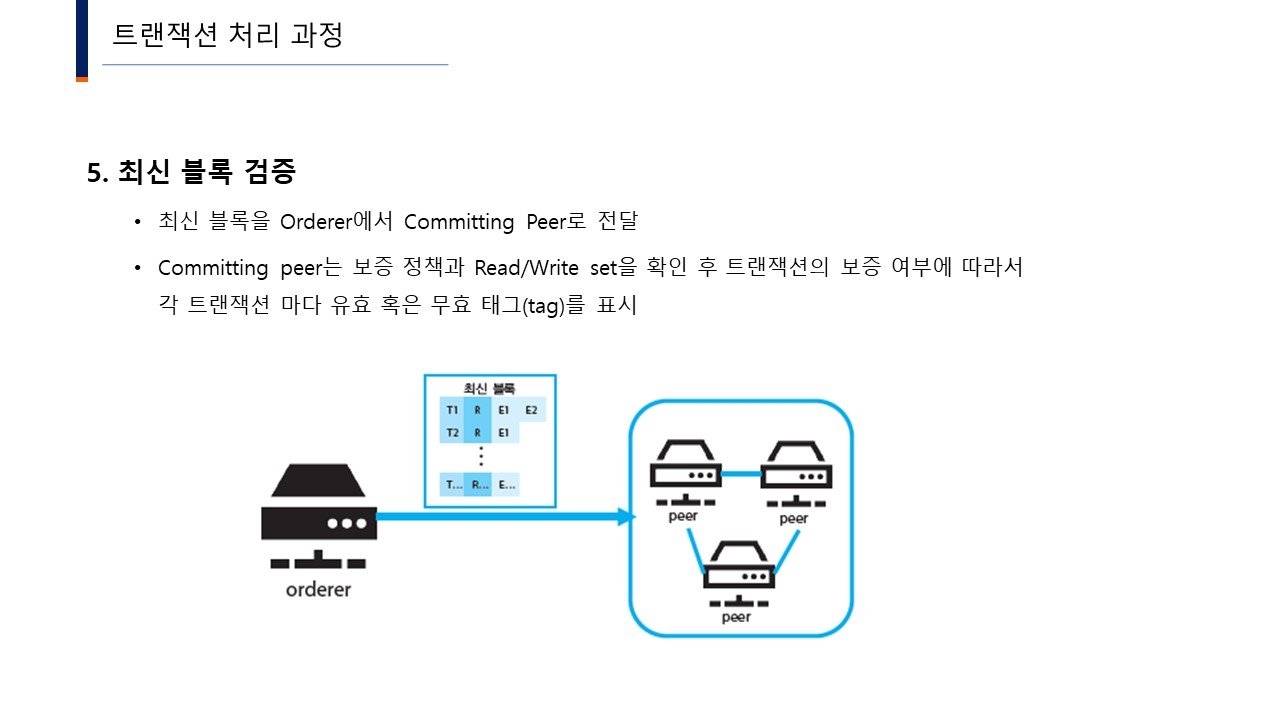 트랜잭션 처리 과정
5. 최신 블록 검증
• 최신 블록을 Orderer에서 Committing Peer로 전달
• Committing peer는 보증 정책과 Read/Write set을 확인 후 트랜잭션의 보증 여부에 따라서
각 트랜잭션 마다 유효 혹은 무효 태그(tag)를 표시
최신 블록
T1 R E1 E2
T2 R E1
⋮
T... R... E...
orderer
peer
peer
peer